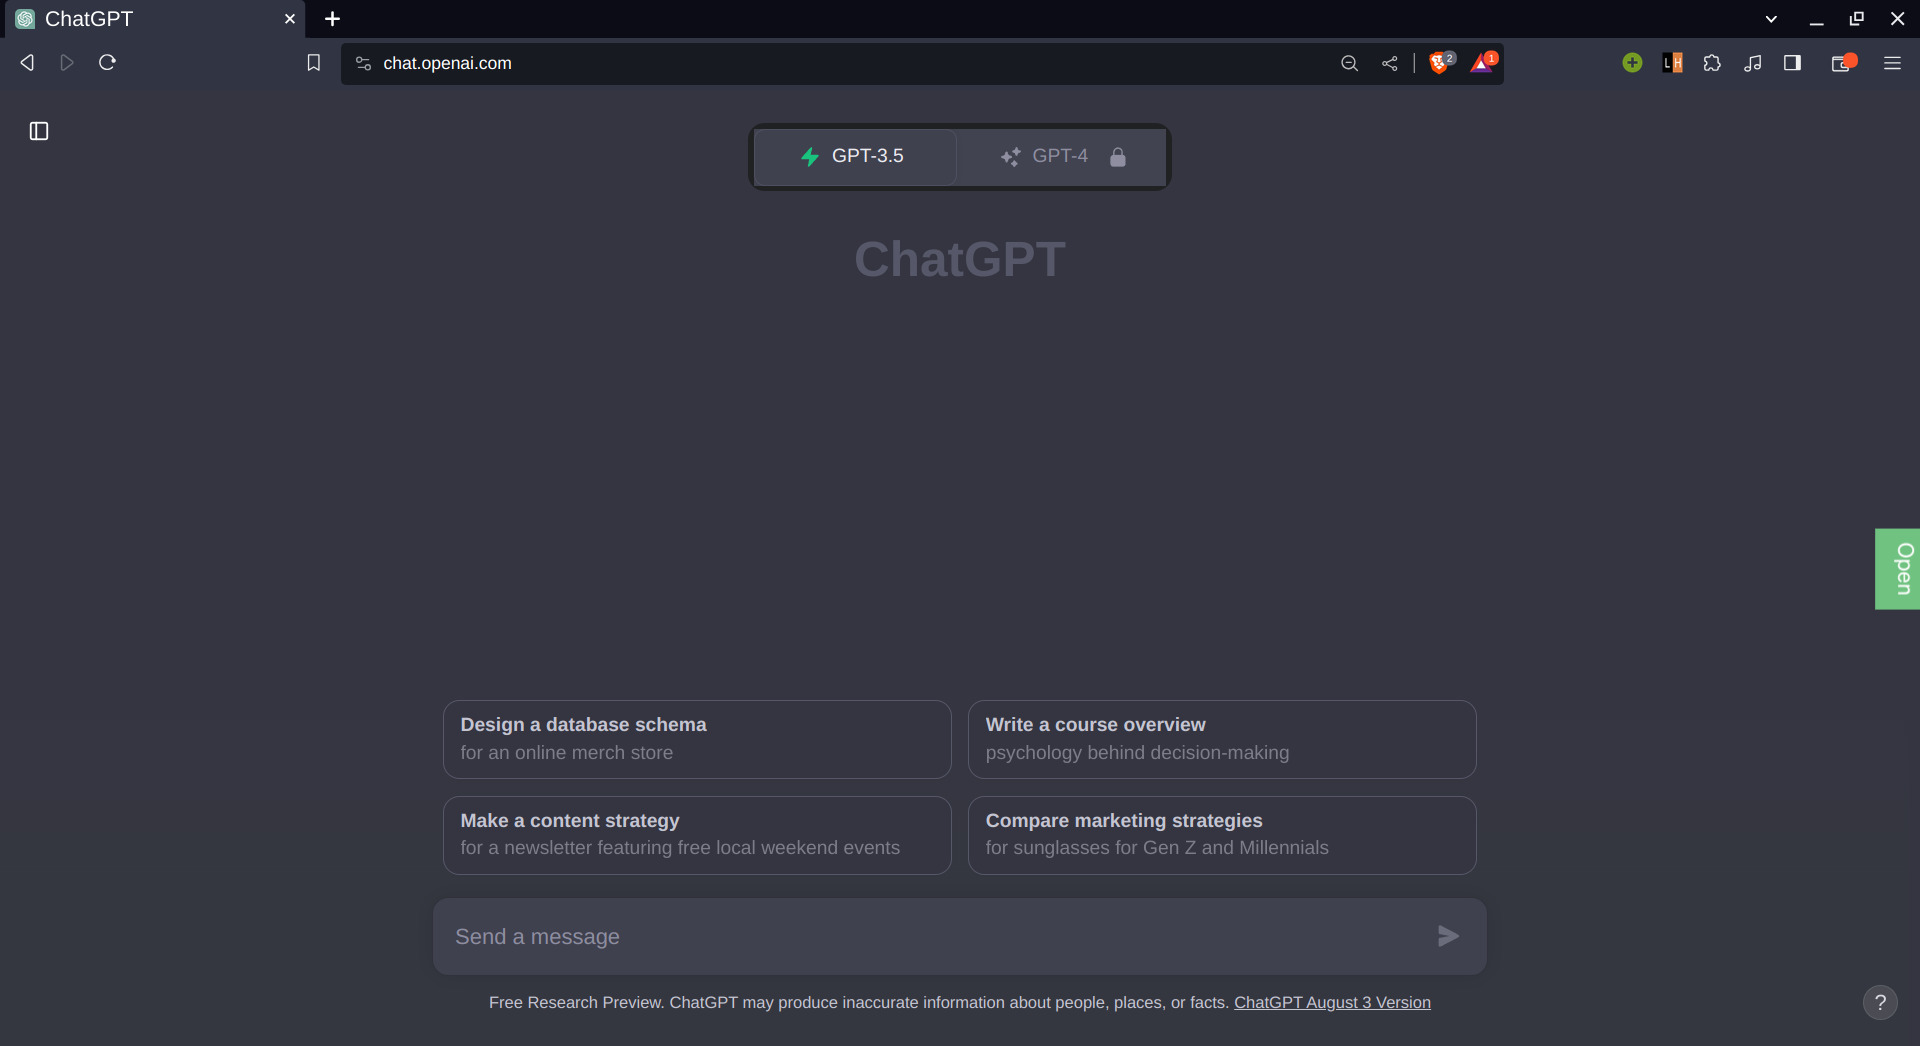 ChatGPT
chat.openai.com
2
1
L H
GPT-3.5
GPT-4
ChatGPT
Open
Design a database schema
for an online merch store
Write a course overview
psychology behind decision-making
Make a content strategy
for a newsletter featuring free local weekend events
Compare marketing strategies
for sunglasses for Gen Z and Millennials
Send a message
Free Research Preview. ChatGPT may produce inaccurate information about people, places, or facts. ChatGPT August 3 Version
?